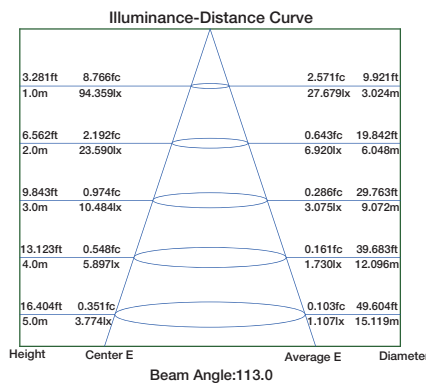 Illuminance-Distance Curve
3.281ft 8.766fc 2.571fc 9.921ft
1.0m 94.359lx 27.679lx 3.024m
6.562ft 2.192fc 0.643fc 19.842ft
2.0m 23.590lx 6.920lx 6.048m
9.843ft 0.974fc 0.286fc 29.763ft
3.0m 10.484lx 3.075lx 9.072m
13.123ft 0.548fc 0.161fc 39.683ft
4.0m 5.897lx 1.730lx 12.096m
16.404ft 0.351fc 0.103fc 49.604ft
5.0m 3.774lx 1.107lx 15.119m
Height Center E Average E Diameter
Beam Angle:113.0